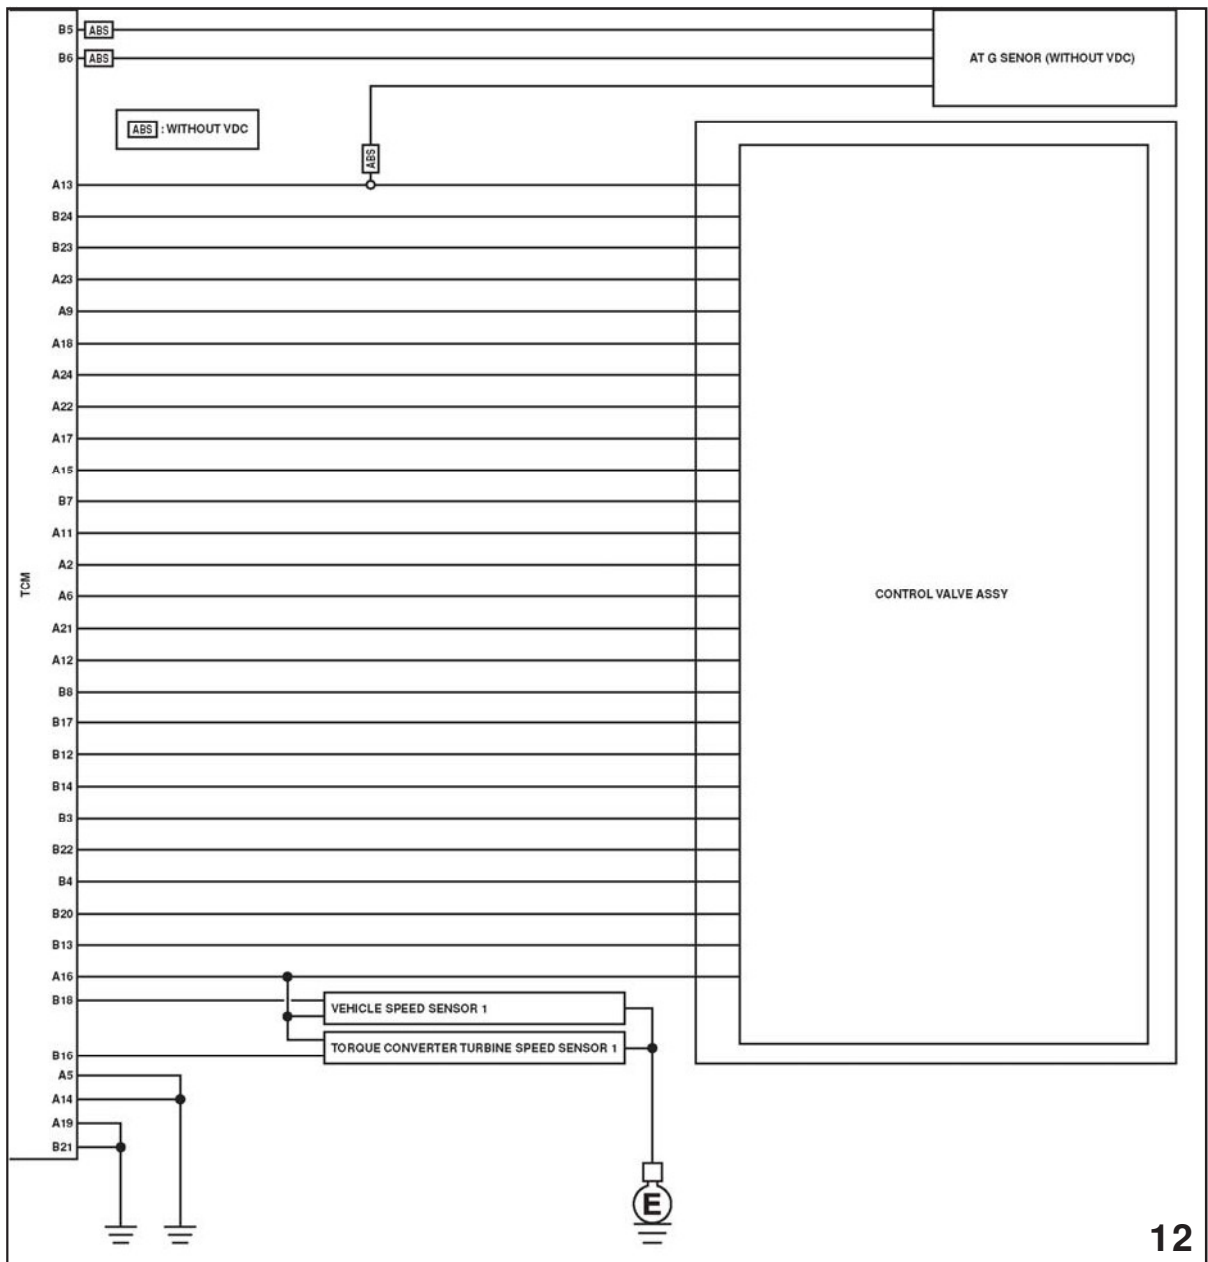 B5 ABS
B6 ABS
AT G SENOR (WITHOUT VDC)
ABS : WITHOUT VDC
ABS
A13
B24
B23
A23
A9
A18
A24
A22
A17
A15
B7
A11
A2
TCM
A6
CONTROL VALVE ASSY
A21
A12
B8
B17
B12
B14
B3
B22
B4
B20
B13
A16
B18
VEHICLE SPEED SENSOR 1
TORQUE CONVERTER TURBINE SPEED SENSOR 1
B16
A5
A14
A19
B21
E
12